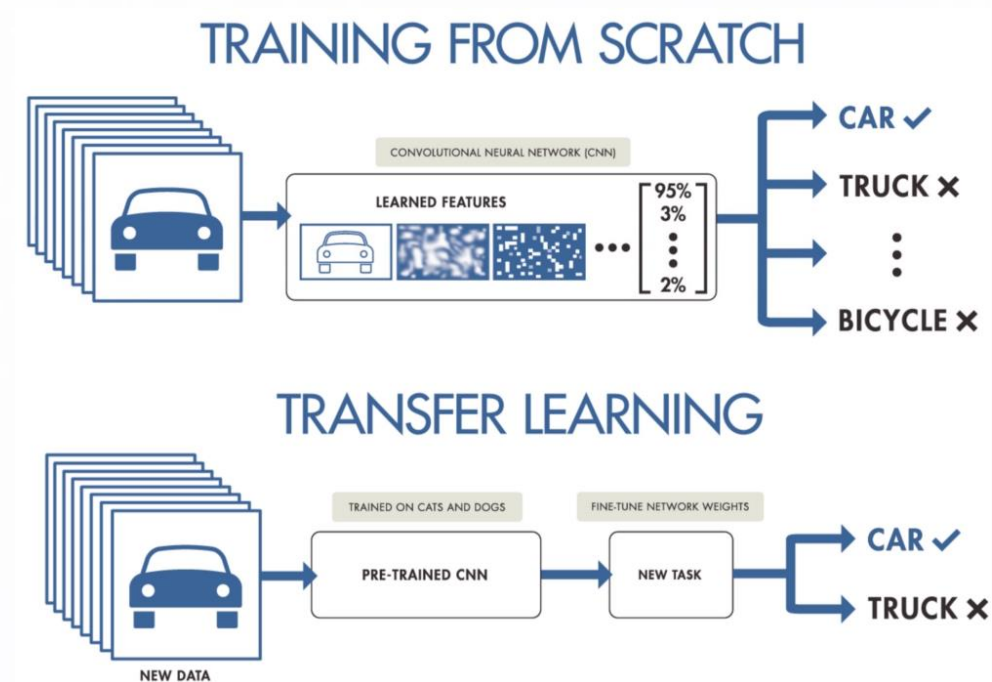 TRAINING FROM SCRATCH
CONVOLUTIONAL NEURAL NETWORK (CNN)
LEARNED FEATURES
95%
3%
2%
CAR ✓
TRUCK ✕
BICYCLE ✕
TRANSFER LEARNING
TRAINED ON CATS AND DOGS
FINE-TUNE NETWORK WEIGHTS
PRE-TRAINED CNN
NEW TASK
CAR ✓
TRUCK ✕
NEW DATA